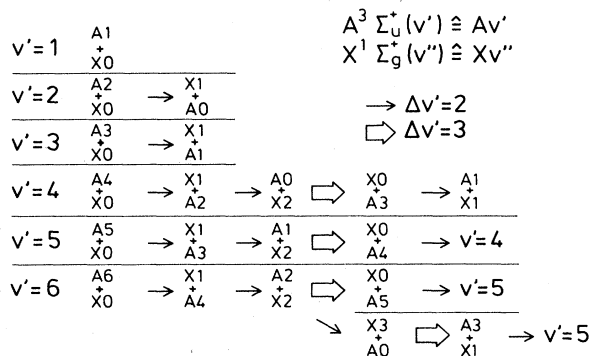 A³ Σ⁺ᵤ(v') ≙ Av'
X¹ Σ⁺g(v'') ≙ Xv''
→ Δv'=2
⇨ Δv'=3
v'=1 A1 + X0
v'=2 A2 + X0 → X1 + A0
v'=3 A3 + X0 → X1 + A1
v'=4 A4 + X0 → X1 + A2 → A0 + X2 ⇨ X0 + A3 → A1 + X1
v'=5 A5 + X0 → X1 + A3 → A1 + X2 ⇨ X0 + A4 → v'=4
v'=6 A6 + X0 → X1 + A4 → A2 + X2 ⇨ X0 + A5 → v'=5
↘ X3 + A0 ⇨ A3 + X1 → v'=5